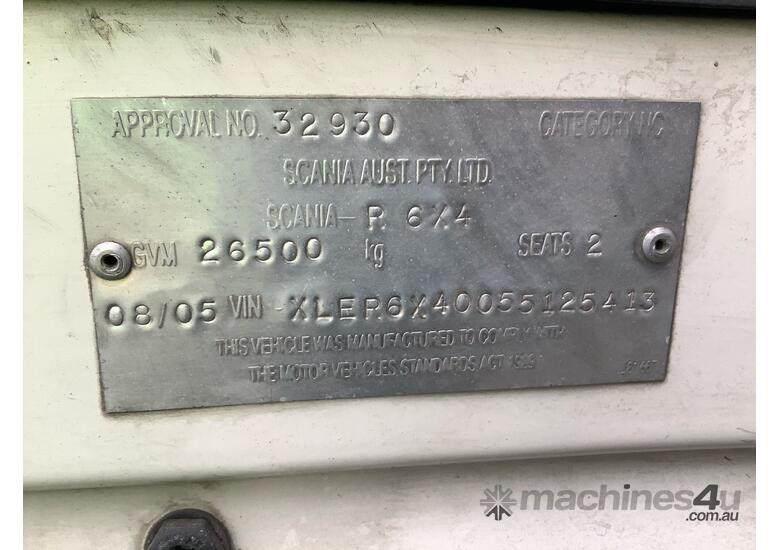 APPROVAL NO. 32930 CATEGORY NC
SCANIA AUST. PTY. LTD.
SCANIA - R 6X4
GVM 26500 kg SEATS 2
08/05 VIN - XLER6X40055125413
THIS VEHICLE WAS MANUFACTURED TO COMPLY WITH
THE MOTOR VEHICLES STANDARDS ACT 1989
machines4u
.com.au